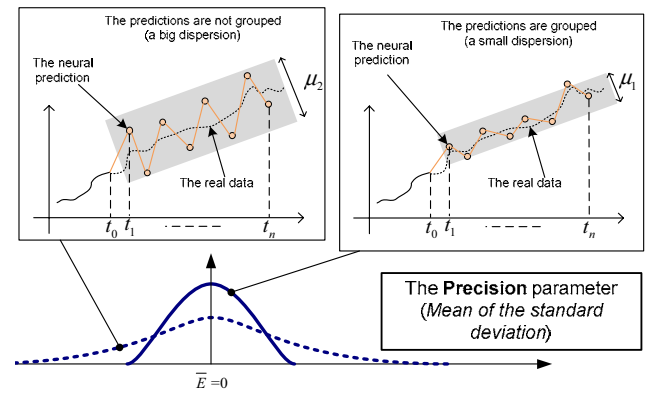 The predictions are not grouped
(a big dispersion)
The neural
prediction
μ2
The real data
t0
t1
tn
The predictions are grouped
(a small dispersion)
The neural
prediction
μ1
The real data
t0
t1
tn
The Precision parameter
(Mean of the standard
deviation)
E̅ =0